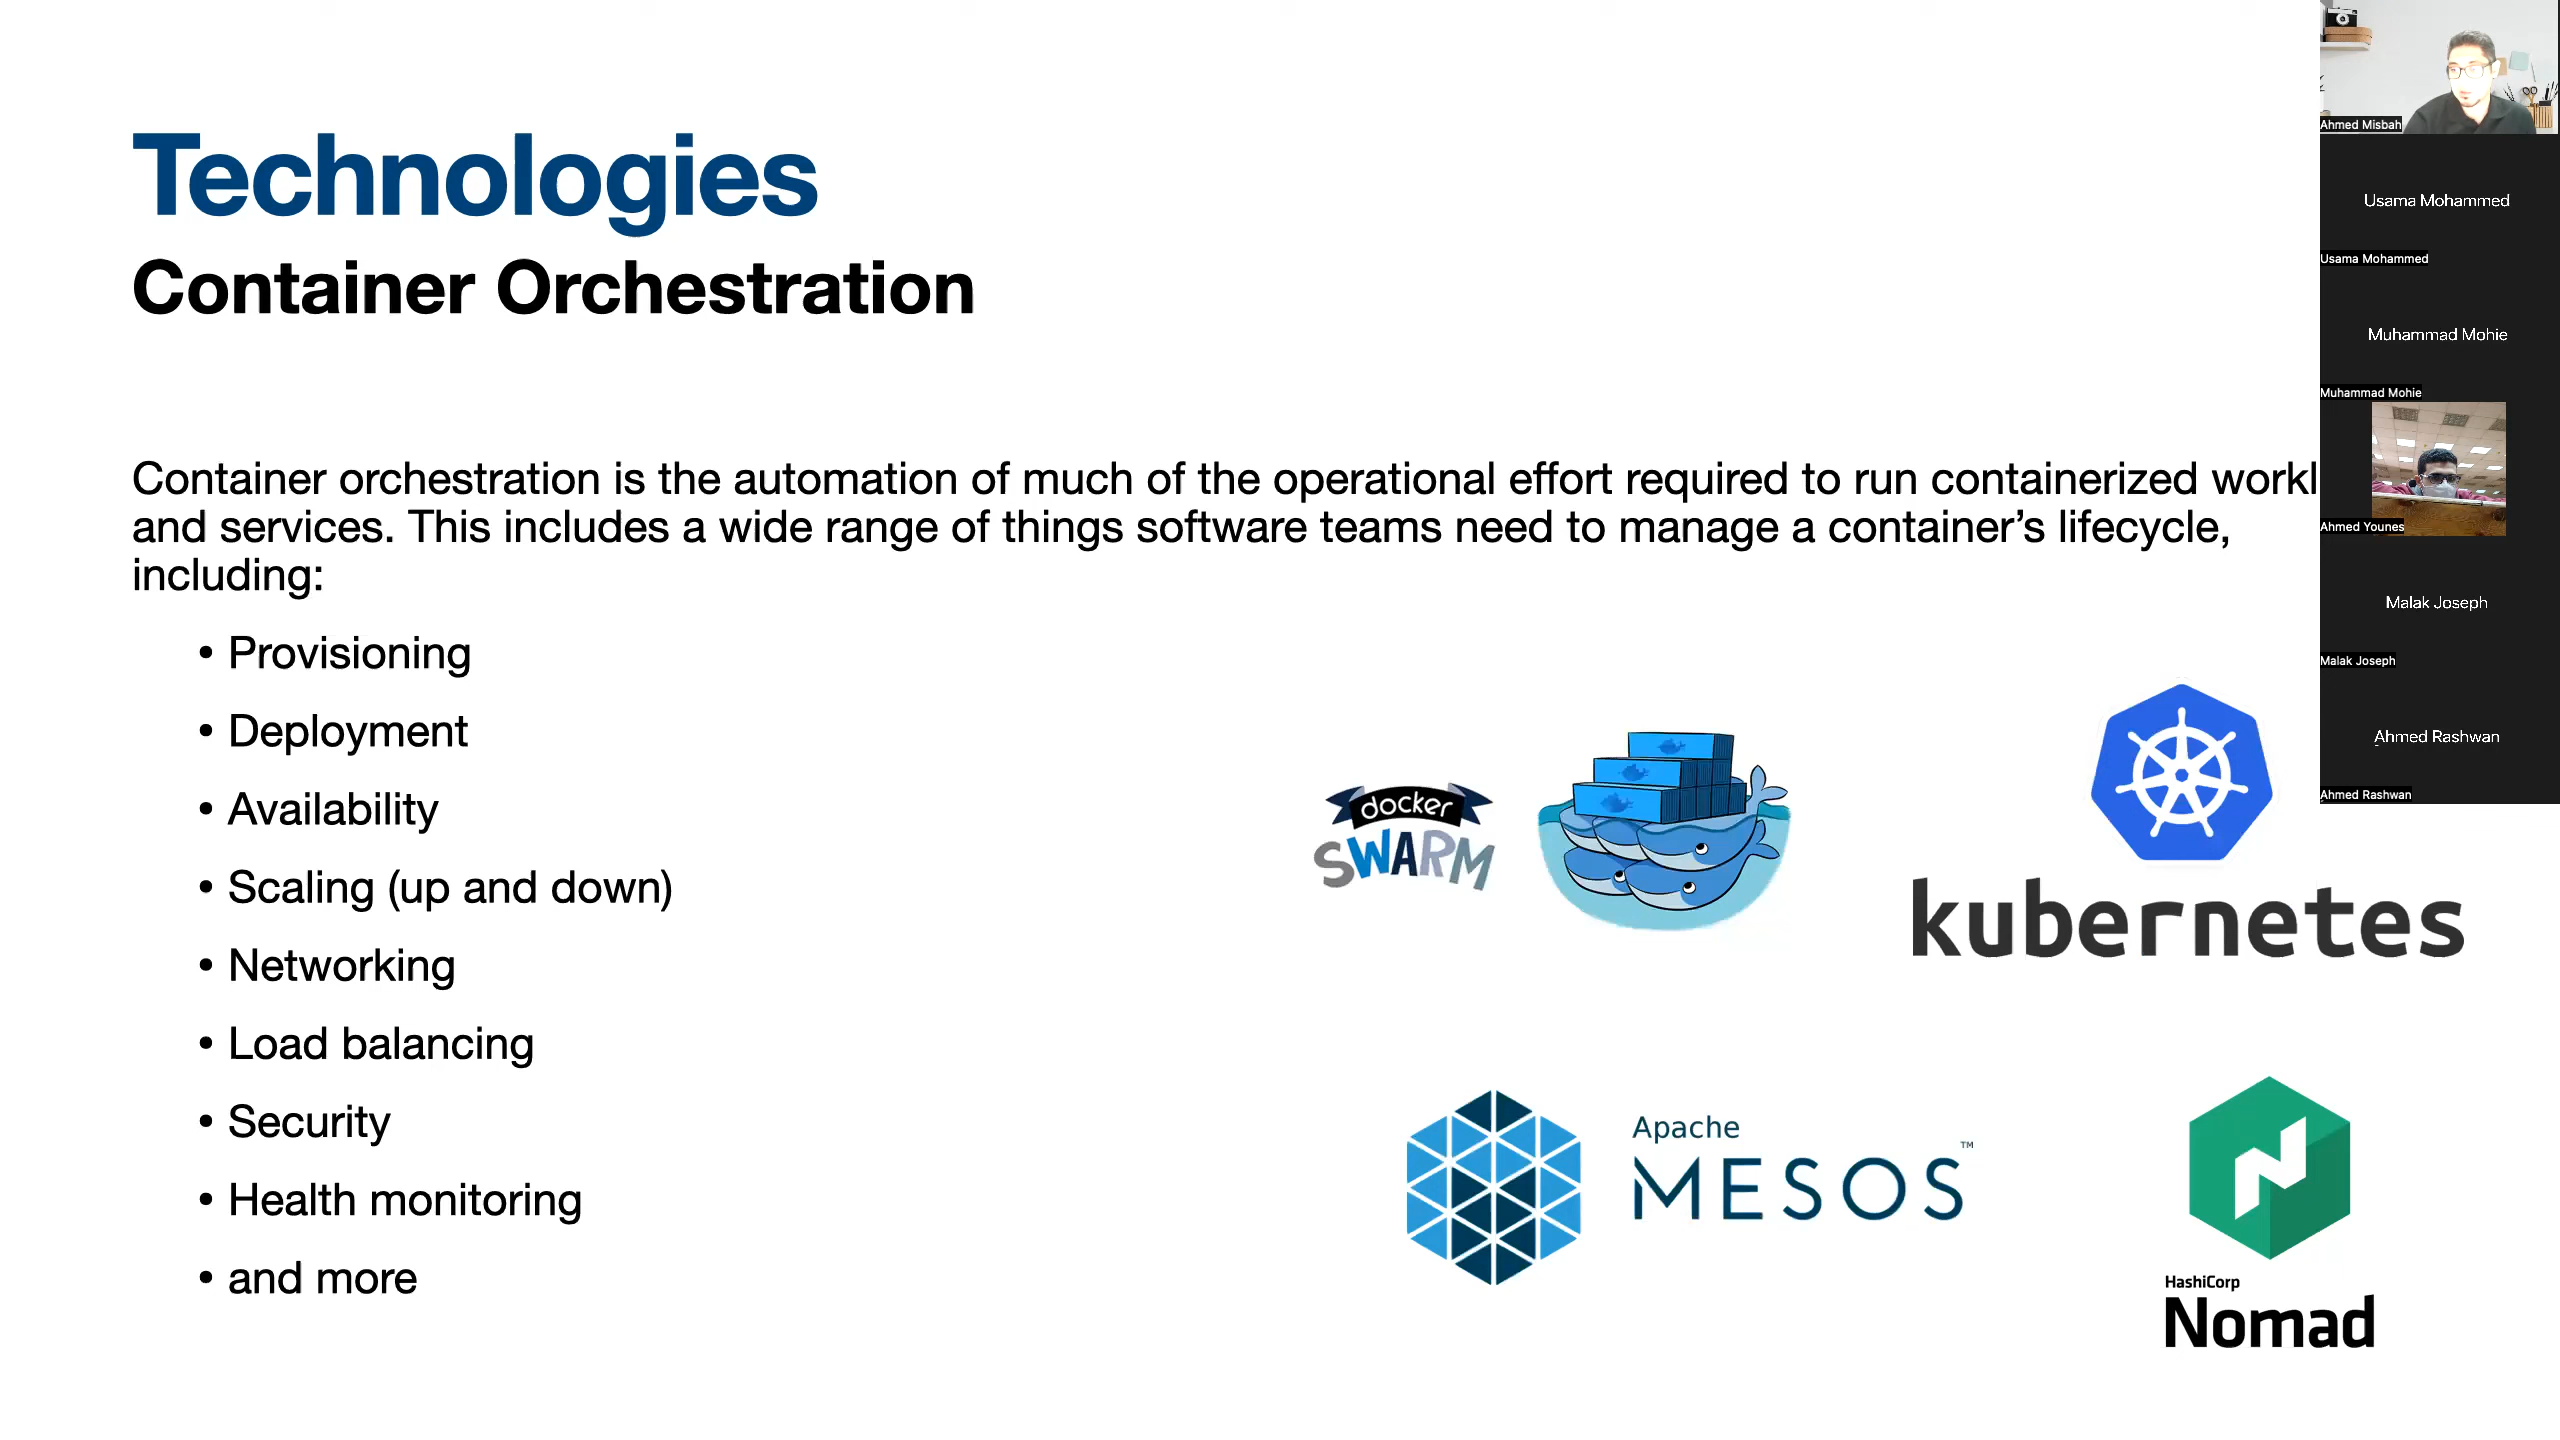 Technologies
Container Orchestration
Container orchestration is the automation of much of the operational effort required to run containerized workl
and services. This includes a wide range of things software teams need to manage a container’s lifecycle,
including:
• Provisioning
• Deployment
• Availability
• Scaling (up and down)
• Networking
• Load balancing
• Security
• Health monitoring
• and more
docker
SWARM
kubernetes
Apache
MESOS™
HashiCorp
Nomad
Ahmed Misbah
Usama Mohammed
Usama Mohammed
Muhammad Mohie
Muhammad Mohie
Ahmed Younes
Malak Joseph
Malak Joseph
Ahmed Rashwan
Ahmed Rashwan